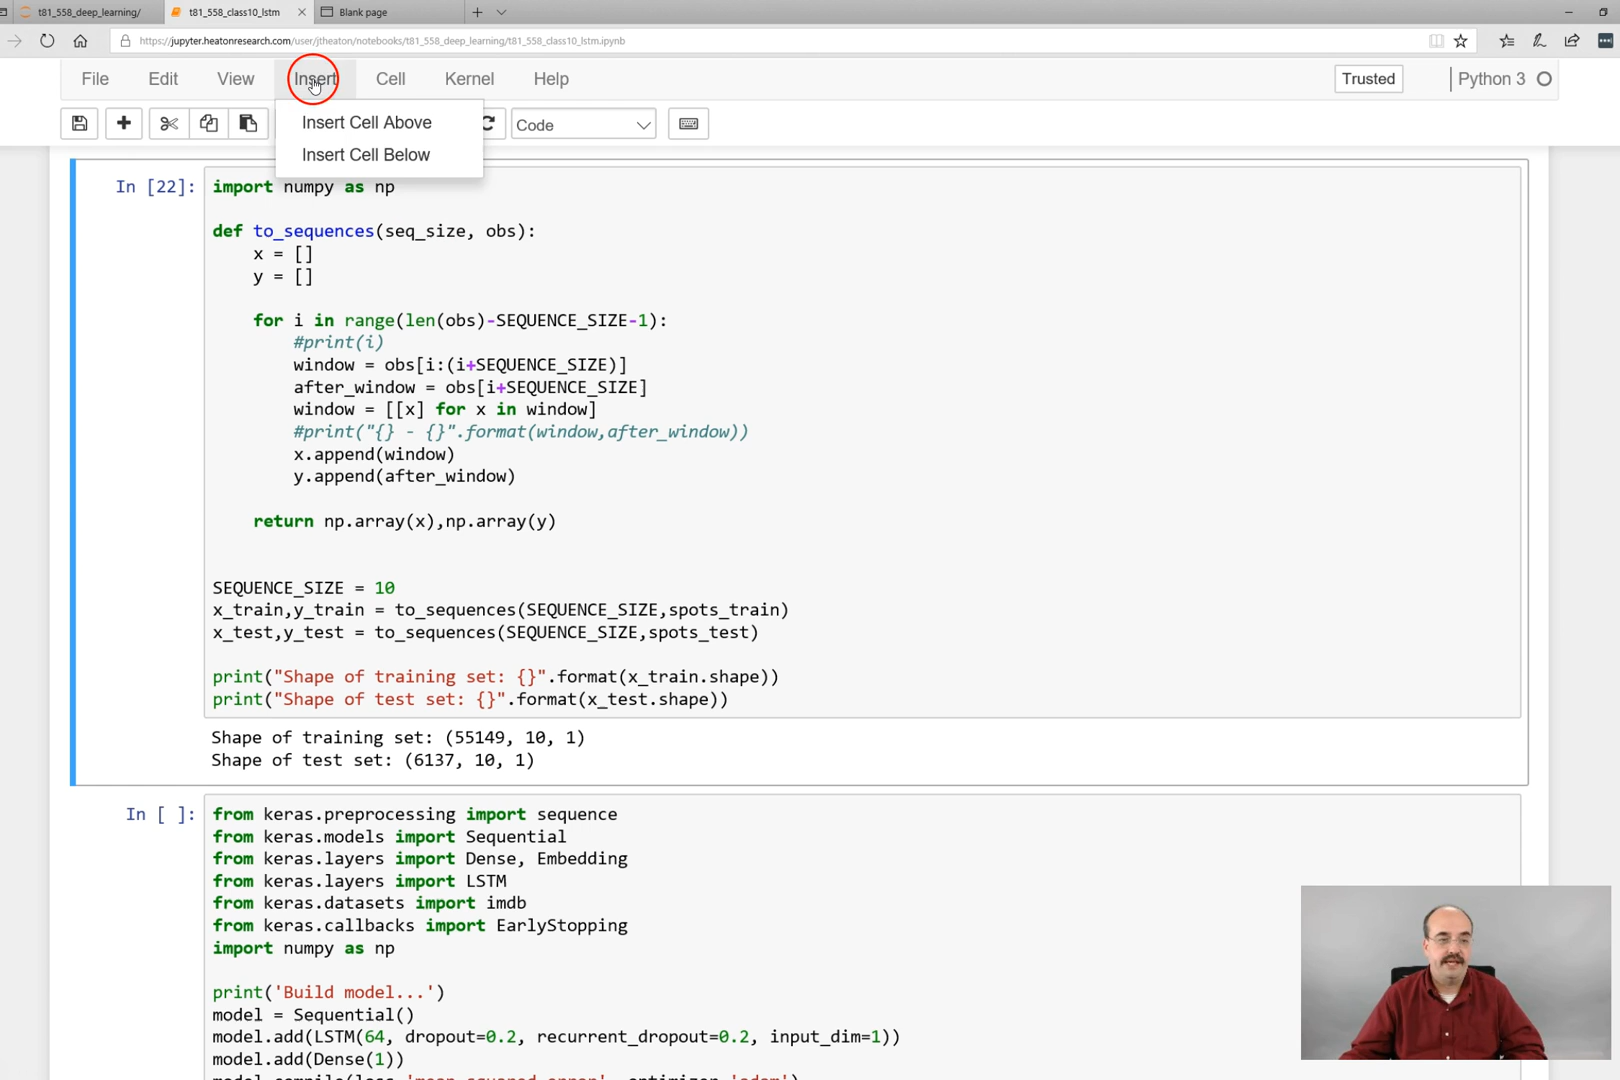 t81_558_deep_learning/
t81_558_class10_lstm
Blank page
https://jupyter.heatonresearch.com/user/jtheaton/notebooks/t81_558_deep_learning/t81_558_class10_lstm.ipynb
File Edit View Insert Cell Kernel Help Trusted Python 3
Code
Insert Cell Above
Insert Cell Below
In [22]: import numpy as np
def to_sequences(seq_size, obs):
    x = []
    y = []
    for i in range(len(obs)-SEQUENCE_SIZE-1):
        #print(i)
        window = obs[i:(i+SEQUENCE_SIZE)]
        after_window = obs[i+SEQUENCE_SIZE]
        window = [[x] for x in window]
        #print("{} - {}".format(window,after_window))
        x.append(window)
        y.append(after_window)
    return np.array(x),np.array(y)
SEQUENCE_SIZE = 10
x_train,y_train = to_sequences(SEQUENCE_SIZE,spots_train)
x_test,y_test = to_sequences(SEQUENCE_SIZE,spots_test)
print("Shape of training set: {}".format(x_train.shape))
print("Shape of test set: {}".format(x_test.shape))
Shape of training set: (55149, 10, 1)
Shape of test set: (6137, 10, 1)
In [ ]: from keras.preprocessing import sequence
from keras.models import Sequential
from keras.layers import Dense, Embedding
from keras.layers import LSTM
from keras.datasets import imdb
from keras.callbacks import EarlyStopping
import numpy as np
print('Build model...')
model = Sequential()
model.add(LSTM(64, dropout=0.2, recurrent_dropout=0.2, input_dim=1))
model.add(Dense(1))